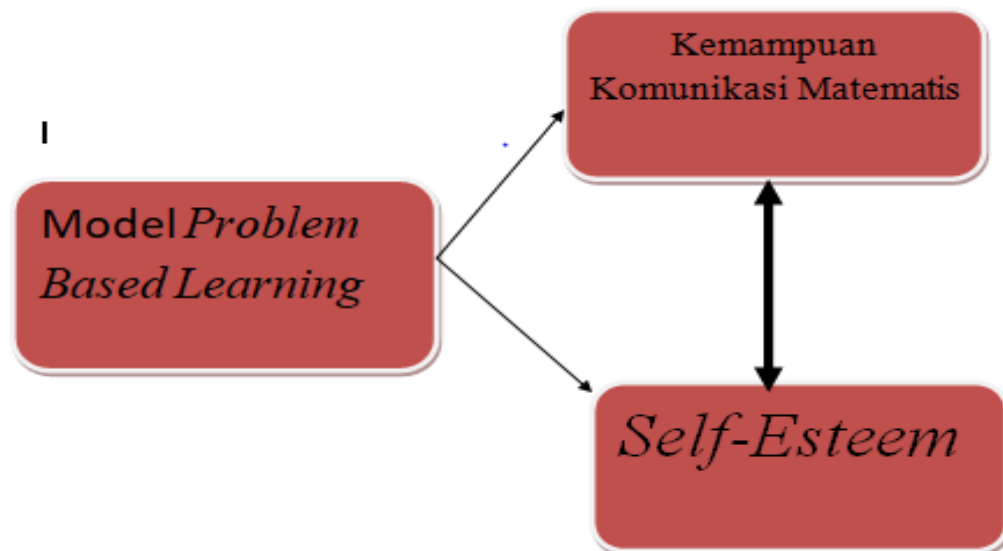 Kemampuan
Komunikasi Matematis
I
Model Problem
Based Learning
Self-Esteem